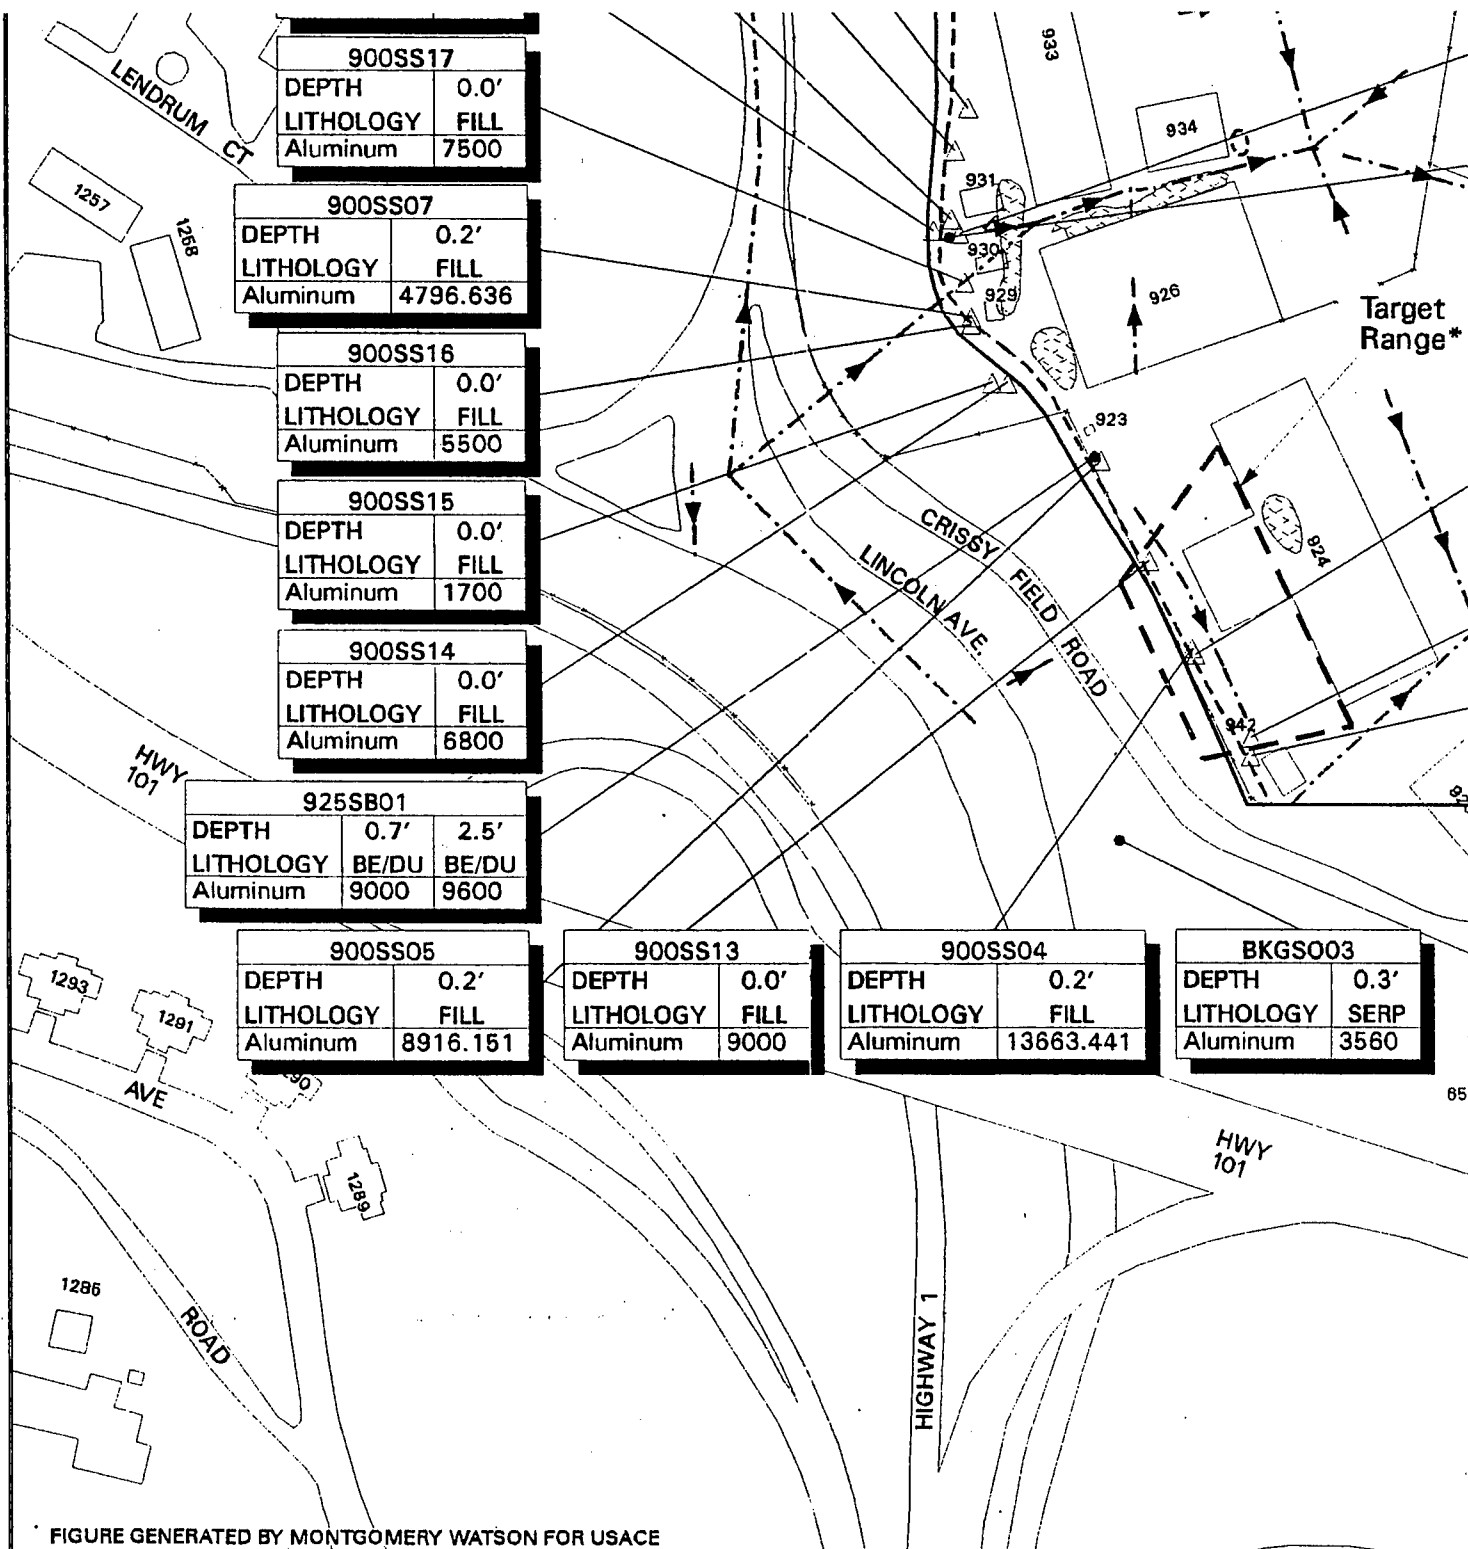 900SS17
DEPTH 0.0'
LITHOLOGY FILL
Aluminum 7500
900SS07
DEPTH 0.2'
LITHOLOGY FILL
Aluminum 4796.636
900SS16
DEPTH 0.0'
LITHOLOGY FILL
Aluminum 5500
900SS15
DEPTH 0.0'
LITHOLOGY FILL
Aluminum 1700
900SS14
DEPTH 0.0'
LITHOLOGY FILL
Aluminum 6800
925SB01
DEPTH 0.7' 2.5'
LITHOLOGY BE/DU BE/DU
Aluminum 9000 9600
900SS05
DEPTH 0.2'
LITHOLOGY FILL
Aluminum 8916.151
900SS13
DEPTH 0.0'
LITHOLOGY FILL
Aluminum 9000
900SS04
DEPTH 0.2'
LITHOLOGY FILL
Aluminum 13663.441
BKGSO03
DEPTH 0.3'
LITHOLOGY SERP
Aluminum 3560
LENDRUM CT
1257
1258
933
934
931
930
929
926
Target
Range*
923
924
942
CRISSY FIELD ROAD
LINCOLN AVE.
HWY
101
1293
1291
AVE
1289
1286
ROAD
HIGHWAY 1
HWY
101
65
FIGURE GENERATED BY MONTGOMERY WATSON FOR USACE